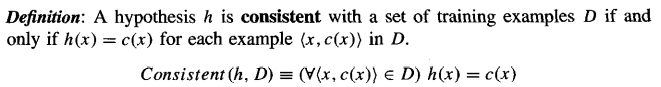 Definition: A hypothesis h is consistent with a set of training examples D if and
only if h(x) = c(x) for each example ⟨x, c(x)⟩ in D.
Consistent(h, D) ≡ (∀⟨x, c(x)⟩ ∈ D) h(x) = c(x)